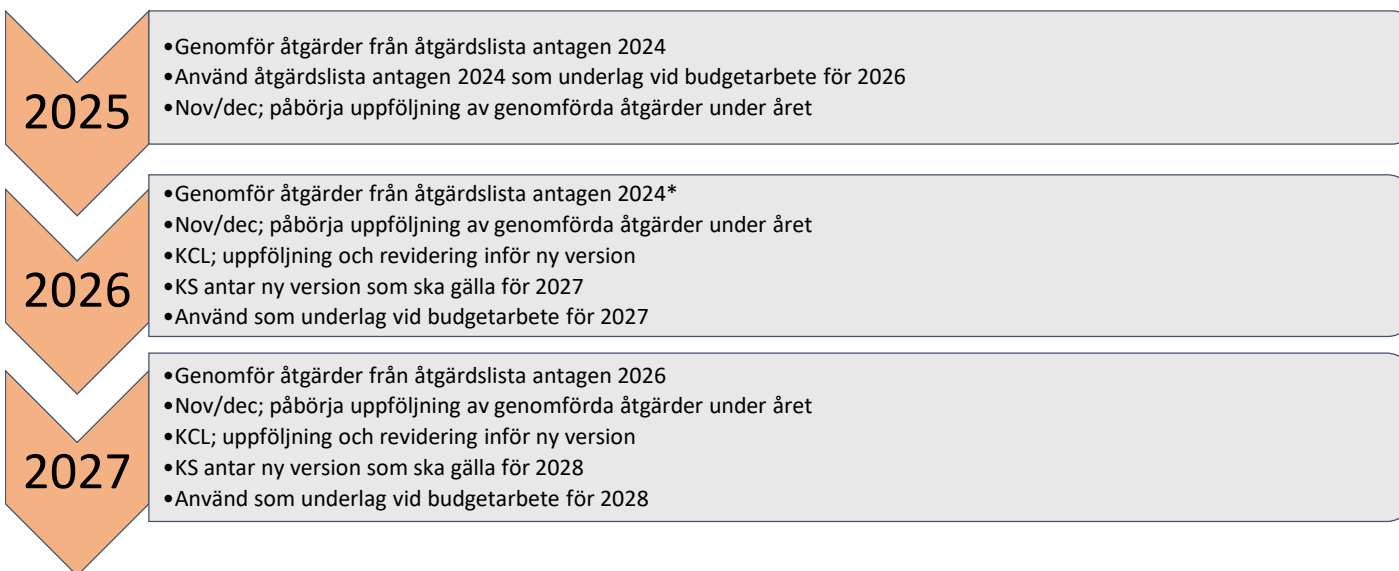 2025
•Genomför åtgärder från åtgärdslista antagen 2024
•Använd åtgärdslista antagen 2024 som underlag vid budgetarbete för 2026
•Nov/dec; påbörja uppföljning av genomförda åtgärder under året
2026
•Genomför åtgärder från åtgärdslista antagen 2024*
•Nov/dec; påbörja uppföljning av genomförda åtgärder under året
•KCL; uppföljning och revidering inför ny version
•KS antar ny version som ska gälla för 2027
•Använd som underlag vid budgetarbete för 2027
2027
•Genomför åtgärder från åtgärdslista antagen 2026
•Nov/dec; påbörja uppföljning av genomförda åtgärder under året
•KCL; uppföljning och revidering inför ny version
•KS antar ny version som ska gälla för 2028
•Använd som underlag vid budgetarbete för 2028